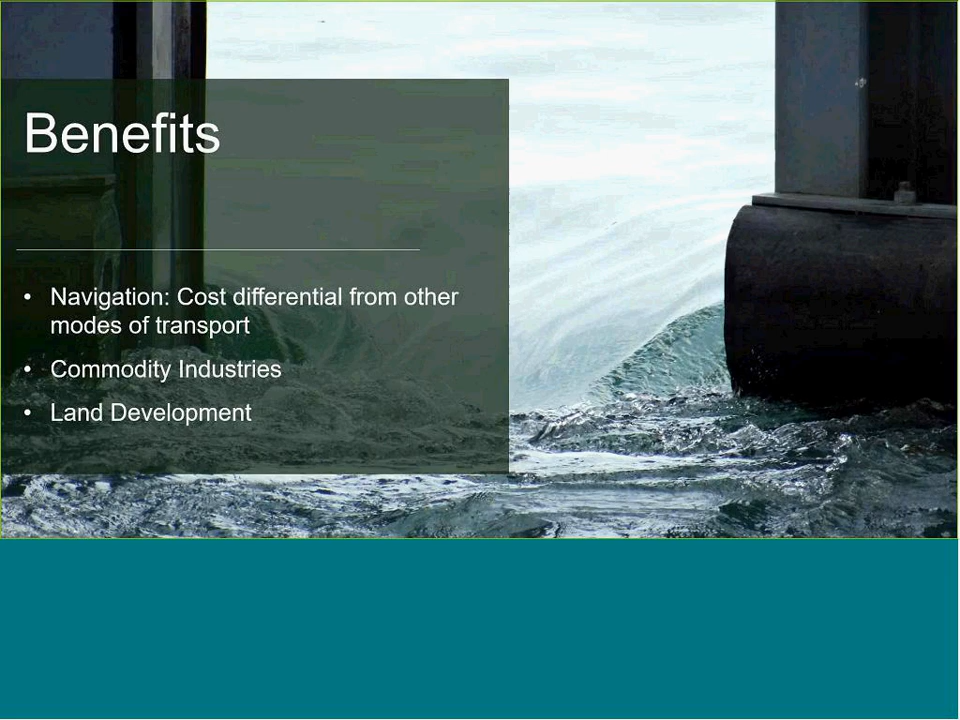 Benefits
• Navigation: Cost differential from other
modes of transport
• Commodity Industries
• Land Development